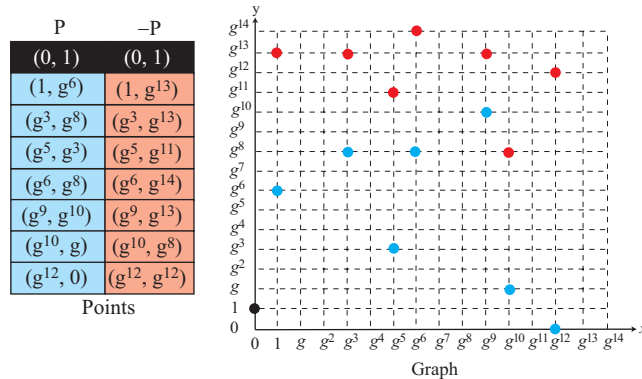 P –P
(0, 1) (0, 1)
(1, g⁶) (1, g¹³)
(g³, g⁸) (g³, g¹³)
(g⁵, g³) (g⁵, g¹¹)
(g⁶, g⁸) (g⁶, g¹⁴)
(g⁹, g¹⁰) (g⁹, g¹³)
(g¹⁰, g) (g¹⁰, g⁸)
(g¹², 0) (g¹², g¹²)
Points
y
g¹⁴
g¹³
g¹²
g¹¹
g¹⁰
g⁹
g⁸
g⁷
g⁶
g⁵
g⁴
g³
g²
g
1
0
x
0 1 g g² g³ g⁴ g⁵ g⁶ g⁷ g⁸ g⁹ g¹⁰ g¹¹ g¹² g¹³ g¹⁴
Graph